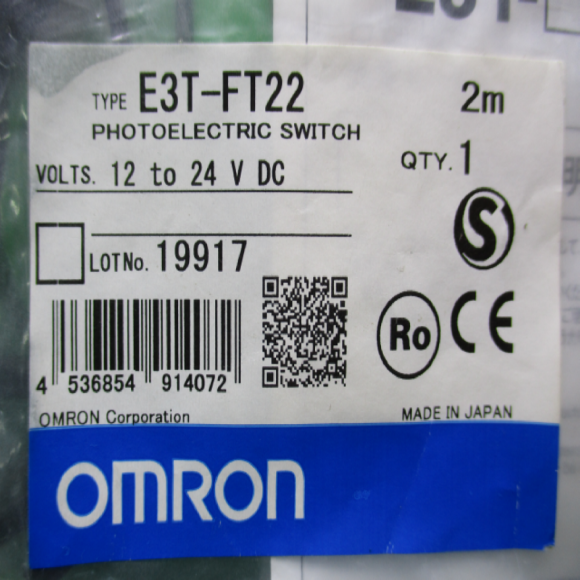 TYPE E3T-FT22 2m
PHOTOELECTRIC SWITCH
VOLTS. 12 to 24 V DC
QTY. 1
S
LOT No. 19917
Ro CE
4 536854 914072
OMRON Corporation
MADE IN JAPAN
OMRON